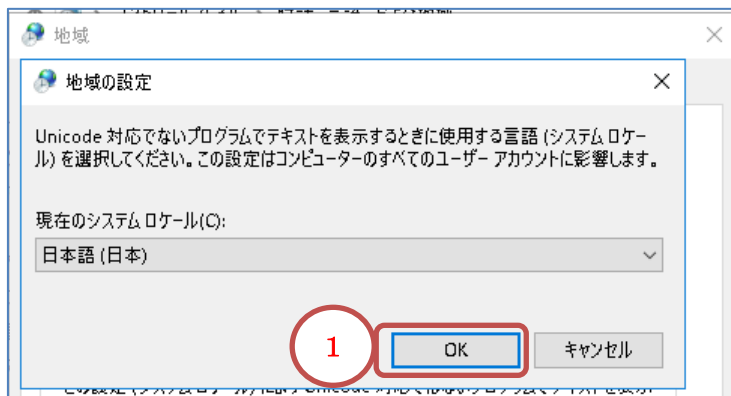 地域
地域の設定
Unicode 対応でないプログラムでテキストを表示するときに使用する言語 (システム ロケー
ル) を選択してください。この設定はコンピューターのすべてのユーザー アカウントに影響します。
現在のシステム ロケール(C):
日本語 (日本)
1
OK
キャンセル